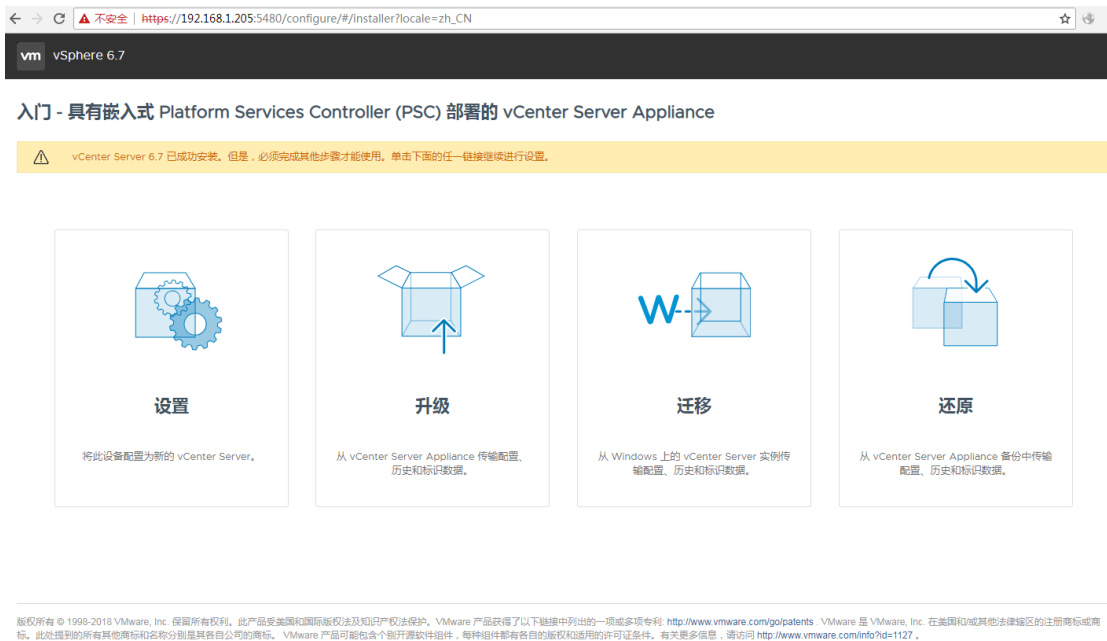 不安全 | https://192.168.1.205:5480/configure/#/installer?locale=zh_CN
vm vSphere 6.7
入门 - 具有嵌入式 Platform Services Controller (PSC) 部署的 vCenter Server Appliance
vCenter Server 6.7 已成功安装。但是，必须完成其他步骤才能使用。单击下面的任一链接继续进行设置。
设置
将此设备配置为新的 vCenter Server。
升级
从 vCenter Server Appliance 传输配置、
历史和标识数据。
W
迁移
从 Windows 上的 vCenter Server 实例传
输配置、历史和标识数据。
还原
从 vCenter Server Appliance 备份中传输
配置、历史和标识数据。
版权所有 © 1998-2018 VMware, Inc. 保留所有权利。此产品受美国和国际版权法及知识产权法保护。VMware 产品获得了以下链接中列出的一项或多项专利: http://www.vmware.com/go/patents . VMware 是 VMware, Inc. 在美国和/或其他法律辖区的注册商标或商
标。此处提到的所有其他商标和名称分别是其各自公司的商标。 VMware 产品可能包含个别开源软件组件，每种组件都有各自的版权和适用的许可证条件。有关更多信息，请访问 http://www.vmware.com/info?id=1127 。